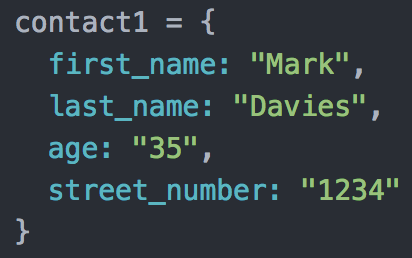 contact1 = {
  first_name: "Mark",
  last_name: "Davies",
  age: "35",
  street_number: "1234"
}